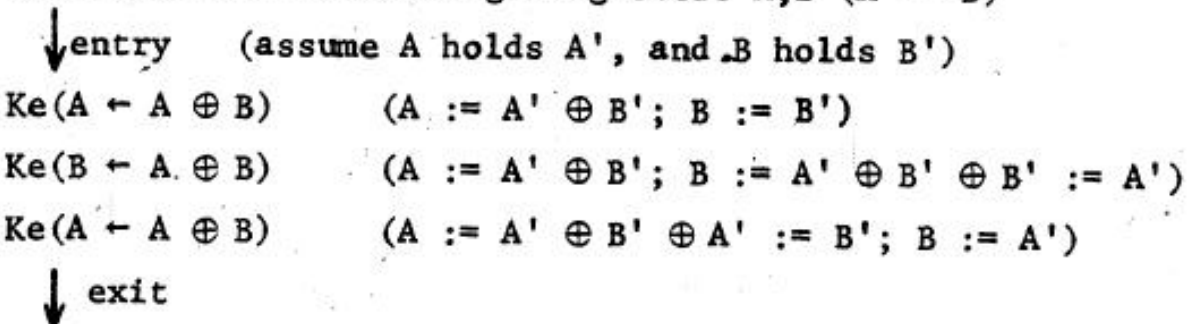 entry (assume A holds A', and B holds B')
Ke(A ← A ⊕ B) (A := A' ⊕ B'; B := B')
Ke(B ← A ⊕ B) (A := A' ⊕ B'; B := A' ⊕ B' ⊕ B' := A')
Ke(A ← A ⊕ B) (A := A' ⊕ B' ⊕ A' := B'; B := A')
exit